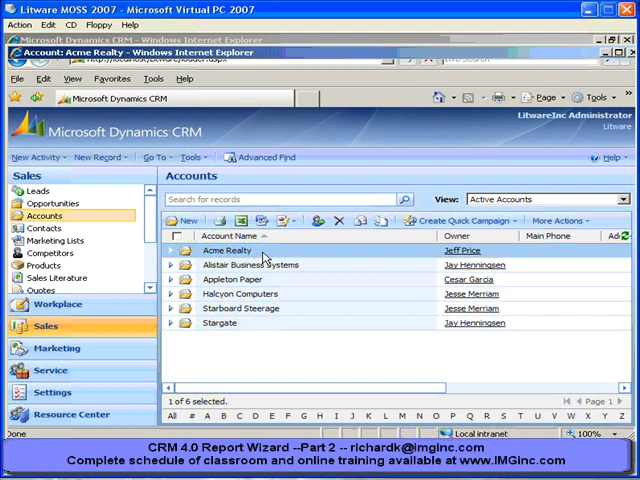 Litware MOSS 2007 - Microsoft Virtual PC 2007
Action Edit CD Floppy Help
Microsoft Dynamics CRM - Windows Internet Explorer
Account: Acme Realty - Windows Internet Explorer
File Edit View Favorites Tools Help
Microsoft Dynamics CRM
Page Tools
Microsoft Dynamics CRM
LitwareInc Administrator
Litware
New Activity New Record Go To Tools Advanced Find Help
Sales
Accounts
Leads
Opportunities
Accounts
Contacts
Marketing Lists
Competitors
Products
Sales Literature
Quotes
Workplace
Sales
Marketing
Service
Settings
Resource Center
Search for records
View: Active Accounts
New Create Quick Campaign More Actions
Account Name Owner Main Phone
Acme Realty Jeff Price
Alistair Business Systems Jay Henningsen
Appleton Paper Cesar Garcia
Halcyon Computers Jesse Merriam
Starboard Steerage Jesse Merriam
Stargate Jay Henningsen
1 of 6 selected. Page 1
All # A B C D E F G H I J K L M N O P Q R S T U V W X Y Z
Done Local intranet 100%
CRM 4.0 Report Wizard --Part 2 -- richardk@imginc.com
Complete schedule of classroom and online training available at www.IMGinc.com